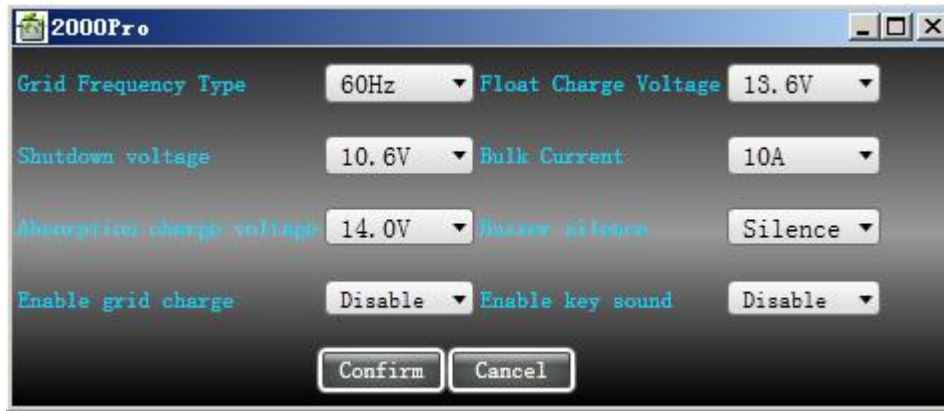 2000Pro
Grid Frequency Type 60Hz Float Charge Voltage 13.6V
Shutdown voltage 10.6V Bulk Current 10A
Absorption charge voltage 14.0V Buzzer silence Silence
Enable grid charge Disable Enable key sound Disable
Confirm Cancel